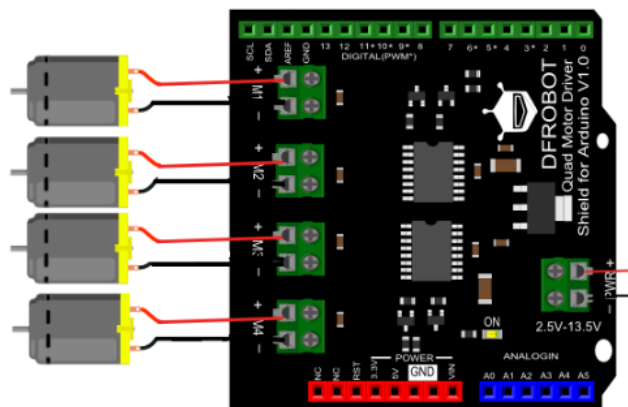 SCL SDA AREF GND 13 12 11* 10* 9* 8 7 6* 5* 4 3* 2 1 0
DIGITAL(PWM*)
+ M1 -
+ M2 -
+ M3 -
+ M4 -
DFROBOT
Quad Motor Driver
Shield for Arduino V1.0
+ PWR -
2.5V-13.5V
ON
POWER
NC NC RST 3.3V 5V GND VIN
ANALOGIN
A0 A1 A2 A3 A4 A5